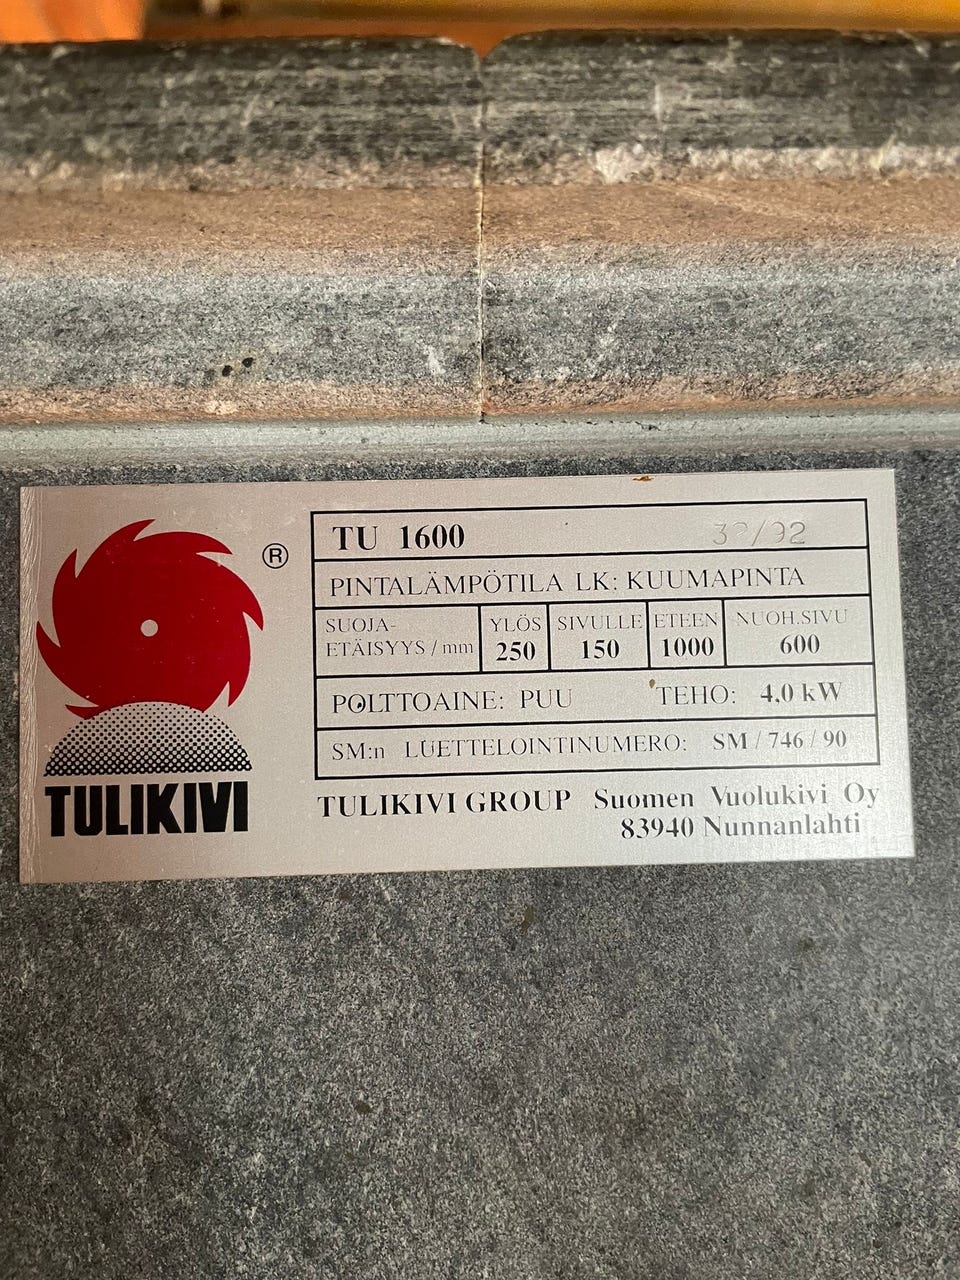 ®
TULIKIVI
TU 1600
PINTALÄMPÖTILA LK: KUUMAPINTA
SUOJA-
ETÄISYYS / mm
YLÖS
250
SIVULLE
150
ETEEN
1000
NUOH.SIVU
600
POLTTOAINE: PUU TEHO: 4,0 kW
SM:n LUETTELOINTINUMERO: SM / 746 / 90
TULIKIVI GROUP Suomen Vuolukivi Oy
83940 Nunnanlahti